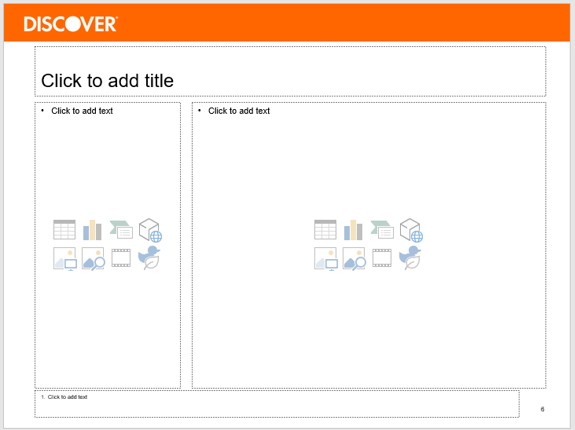 DISCOVER
Click to add title
• Click to add text
• Click to add text
1. Click to add text
6